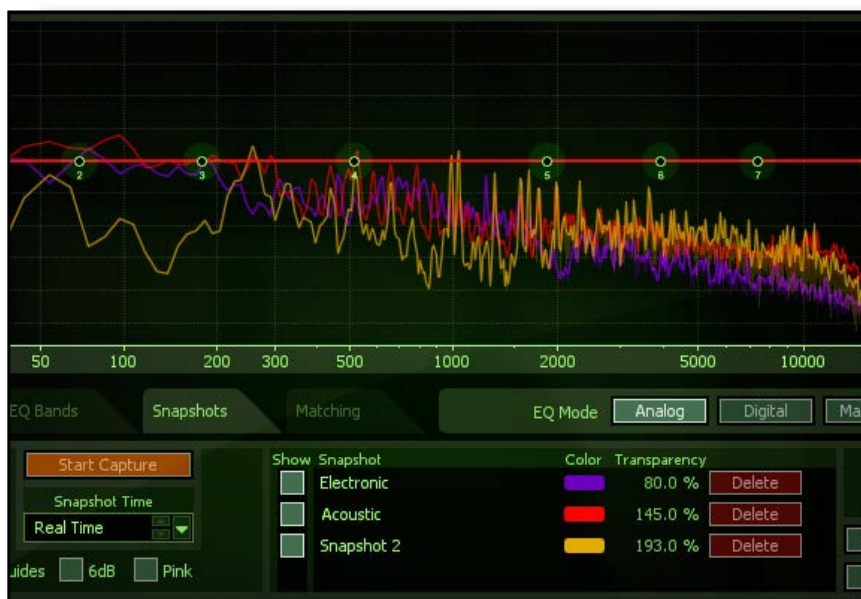 2 3 4 5 6 7
50 100 200 300 500 1000 2000 5000 10000
EQ Bands Snapshots Matching EQ Mode Analog Digital Ma
Start Capture
Show Snapshot Color Transparency
Electronic 80.0 % Delete
Snapshot Time
Acoustic 145.0 % Delete
Real Time
Snapshot 2 193.0 % Delete
uides 6dB Pink